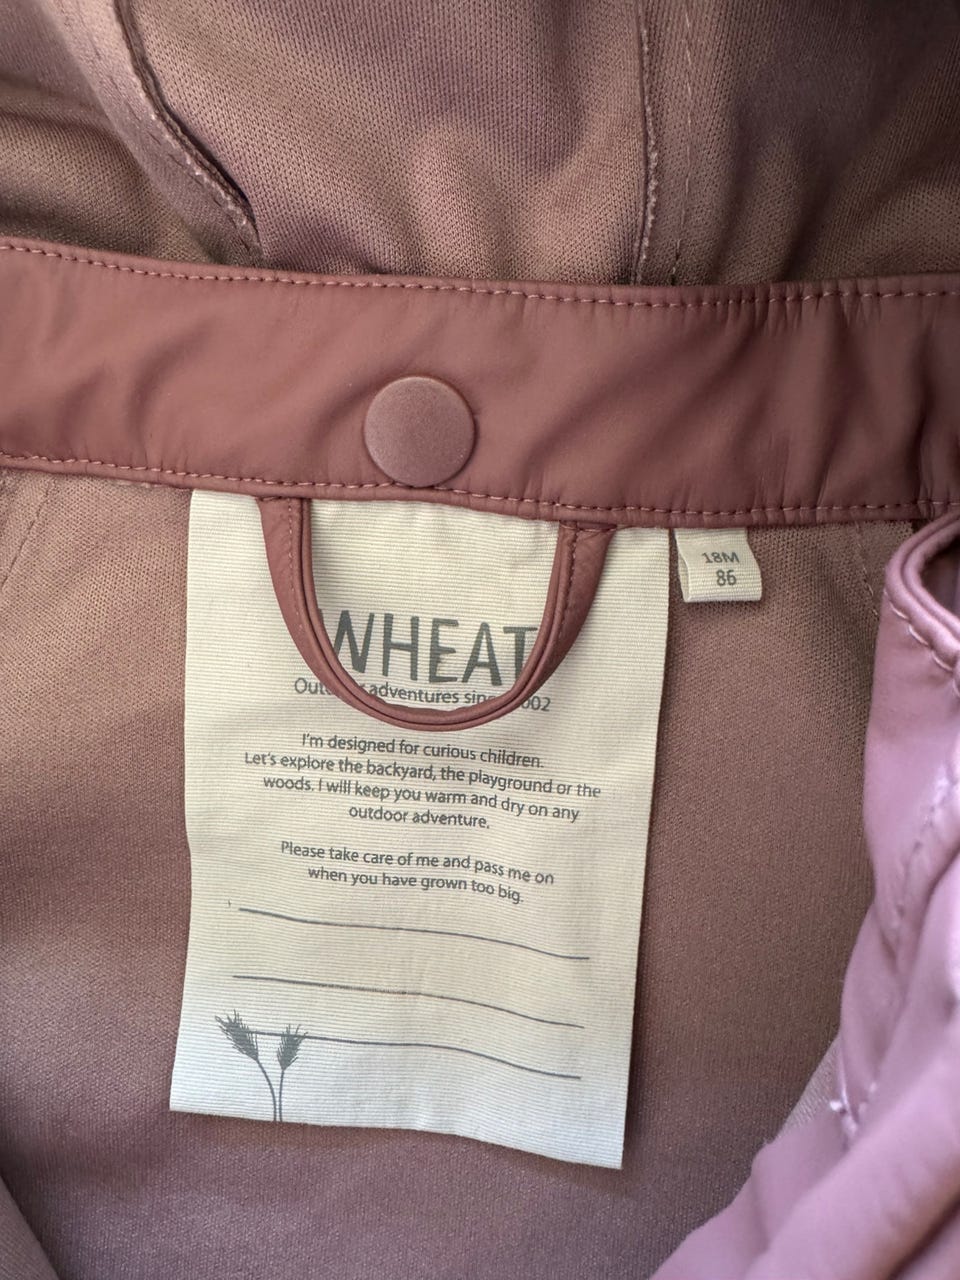 WHEAT
adventures
I'm designed for curious children.
Let's explore the backyard, the playground or the
woods. I will keep you warm and dry on any
outdoor adventure.
Please take care of me and pass me on
when you have grown too big.
18M
86